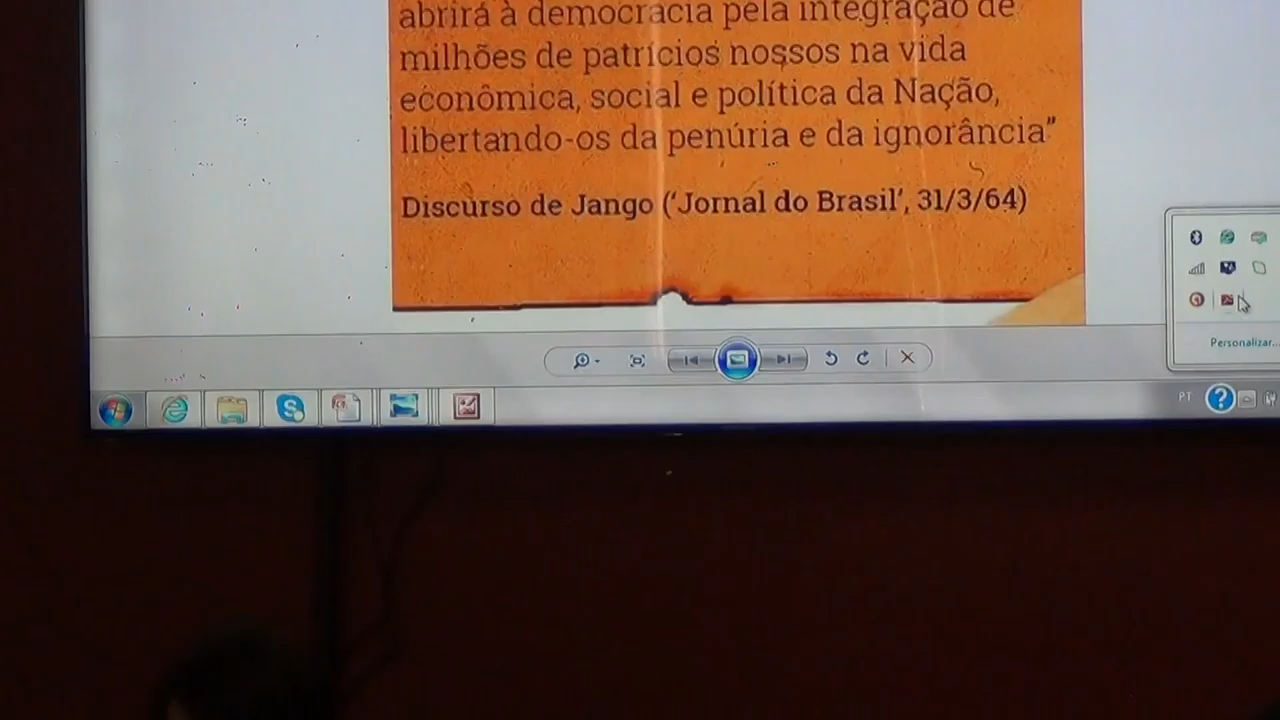 abrirá à democracia pela integração de
milhões de patrícios nossos na vida
econômica, social e política da Nação,
libertando-os da penúria e da ignorância”
Discurso de Jango (‘Jornal do Brasil’, 31/3/64)
Personalizar...
PT